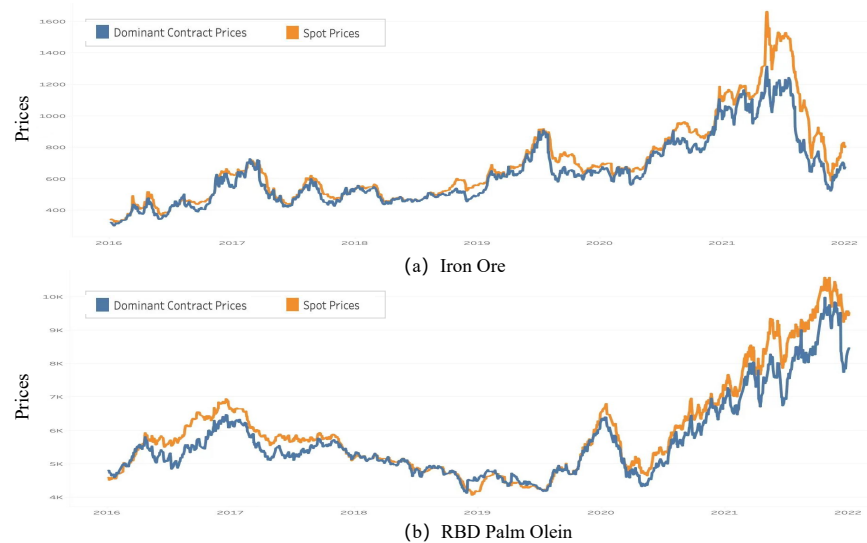 1600
Dominant Contract Prices
Spot Prices
1400
1200
1000
800
600
400
Prices
2016 2017 2018 2019 2020 2021 2022
(a) Iron Ore
10K
Dominant Contract Prices
Spot Prices
9K
8K
7K
6K
5K
4K
Prices
2016 2017 2018 2019 2020 2021 2022
(b) RBD Palm Olein